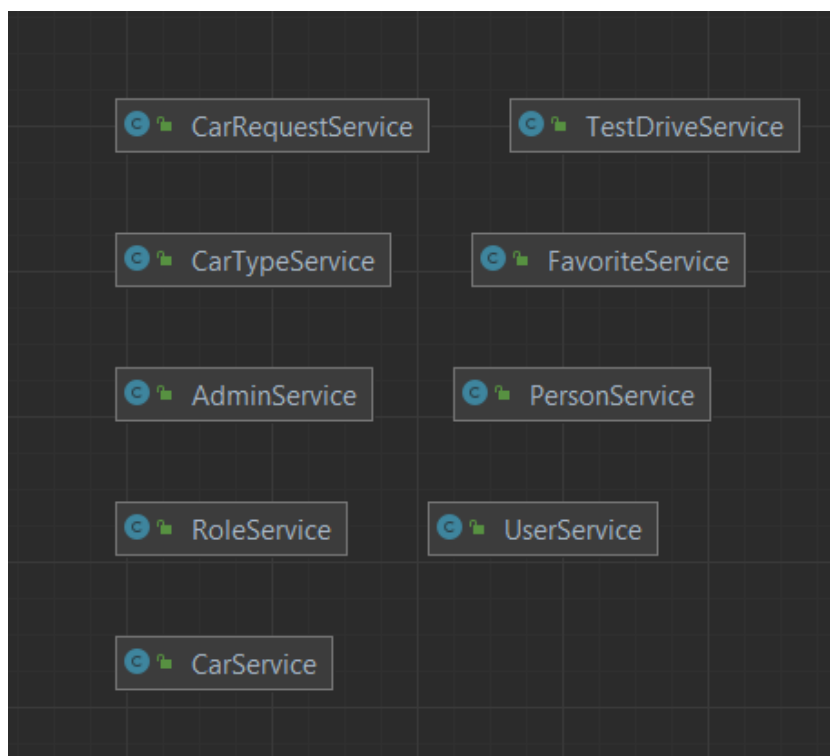 CarRequestService
TestDriveService
CarTypeService
FavoriteService
AdminService
PersonService
RoleService
UserService
CarService